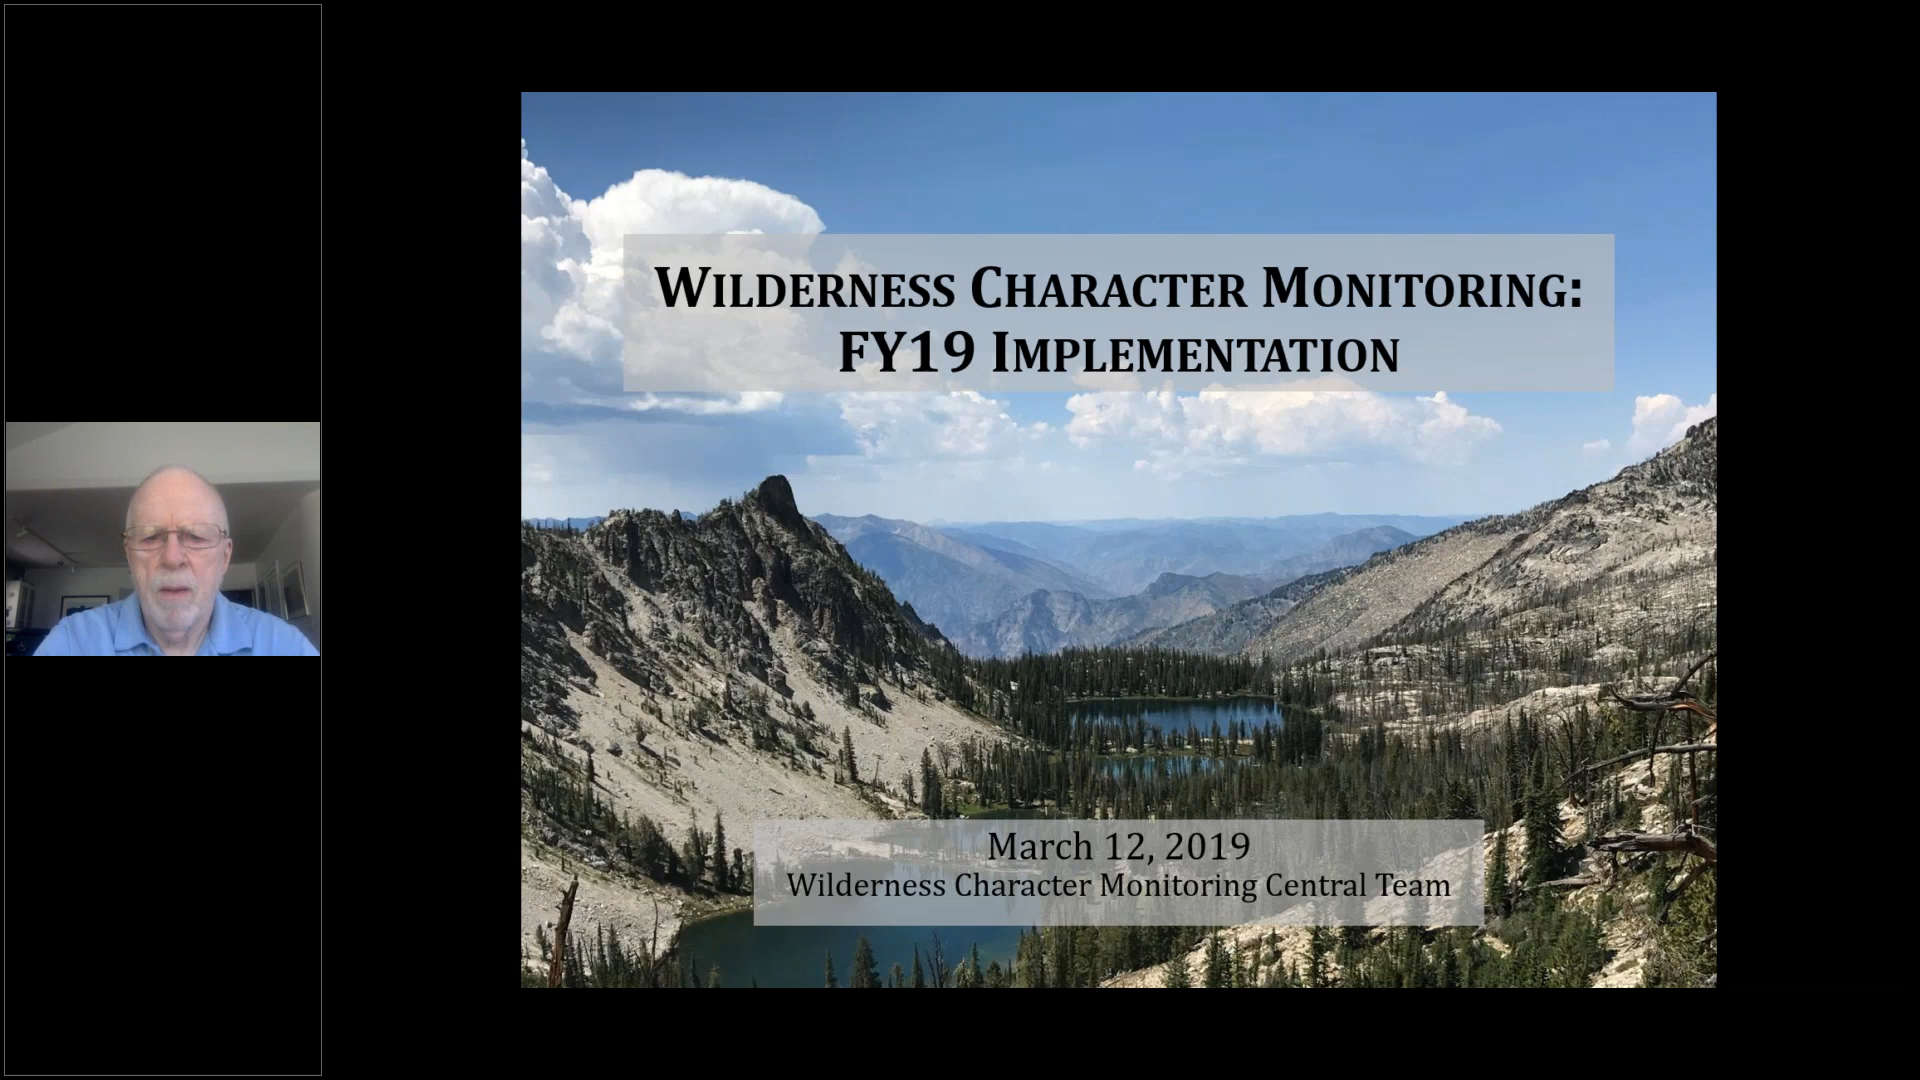 WILDERNESS CHARACTER MONITORING:
FY19 IMPLEMENTATION
March 12, 2019
Wilderness Character Monitoring Central Team